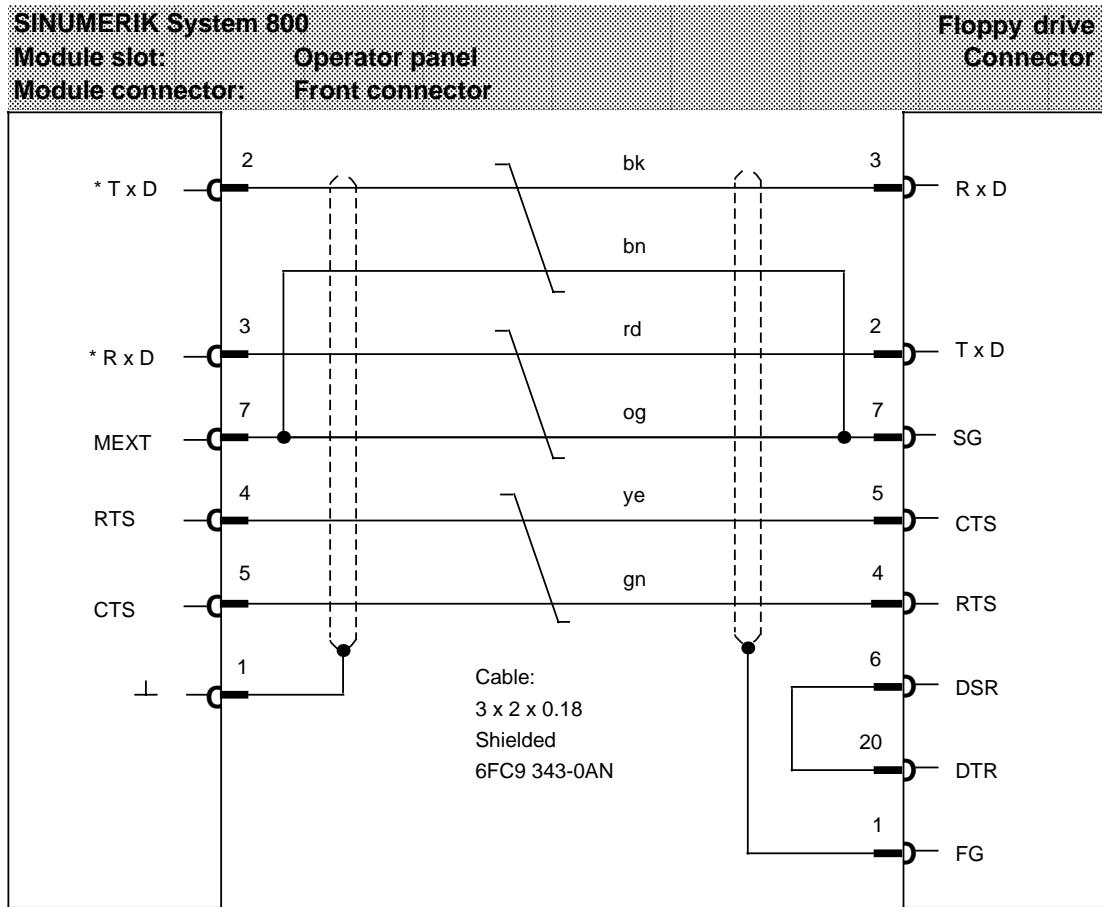 SINUMERIK System 800 Floppy drive
Module slot: Operator panel Connector
Module connector: Front connector
2 bk 3
* T x D R x D
bn
3 rd 2
* R x D T x D
7 og 7
MEXT SG
4 ye 5
RTS CTS
5 gn 4
CTS RTS
1 6
Cable: DSR
3 x 2 x 0.18
Shielded 20
6FC9 343-0AN DTR
1
FG